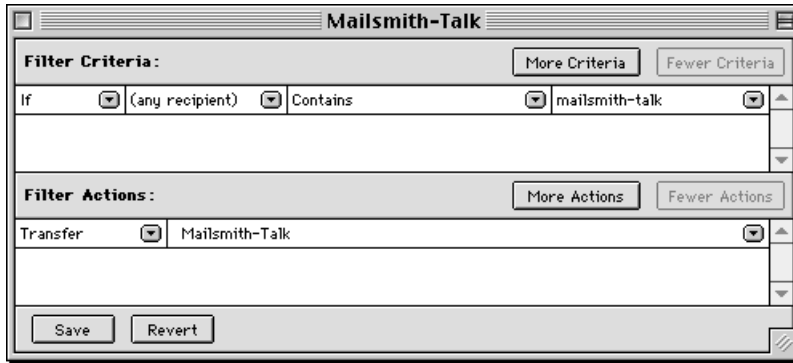 Mailsmith-Talk
Filter Criteria: More Criteria Fewer Criteria
If (any recipient) Contains mailsmith-talk
Filter Actions: More Actions Fewer Actions
Transfer Mailsmith-Talk
Save Revert